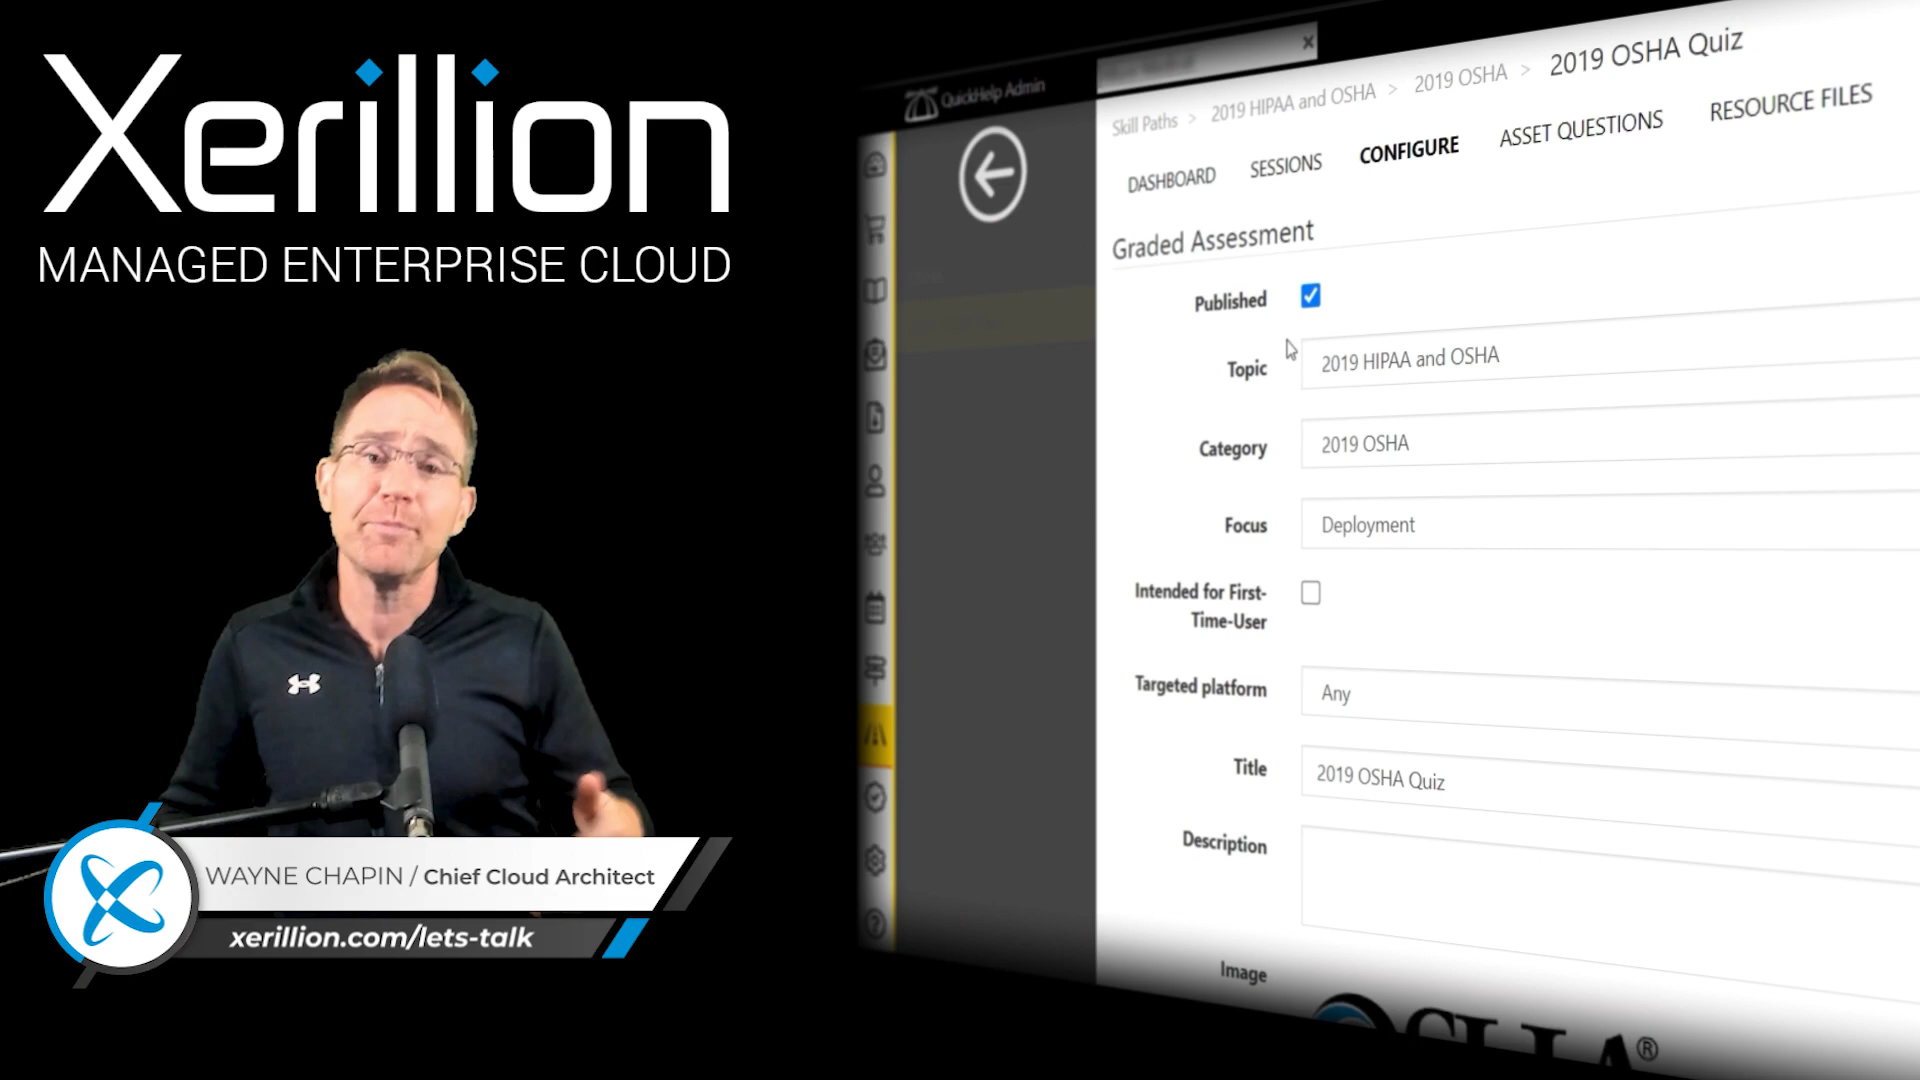 Xerillion
MANAGED ENTERPRISE CLOUD
WAYNE CHAPIN / Chief Cloud Architect
xerillion.com/lets-talk
QuickHelp Admin
x
Skill Paths > 2019 HIPAA and OSHA > 2019 OSHA > 2019 OSHA Quiz
DASHBOARD SESSIONS CONFIGURE ASSET QUESTIONS RESOURCE FILES
Graded Assessment
Published
Topic 2019 HIPAA and OSHA
Category 2019 OSHA
Focus Deployment
Intended for First-
Time-User
Targeted platform Any
Title 2019 OSHA Quiz
Description
Image
OSHA®